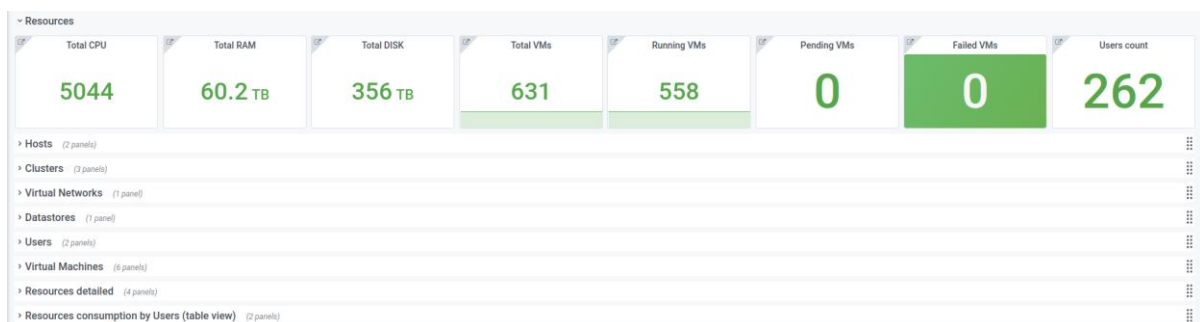 Resources
Total CPU
Total RAM
Total DISK
Total VMs
Running VMs
Pending VMs
Failed VMs
Users count
5044
60.2 TB
356 TB
631
558
0
0
262
Hosts (2 panels)
Clusters (3 panels)
Virtual Networks (1 panel)
Datastores (1 panel)
Users (2 panels)
Virtual Machines (6 panels)
Resources detailed (4 panels)
Resources consumption by Users (table view) (2 panels)